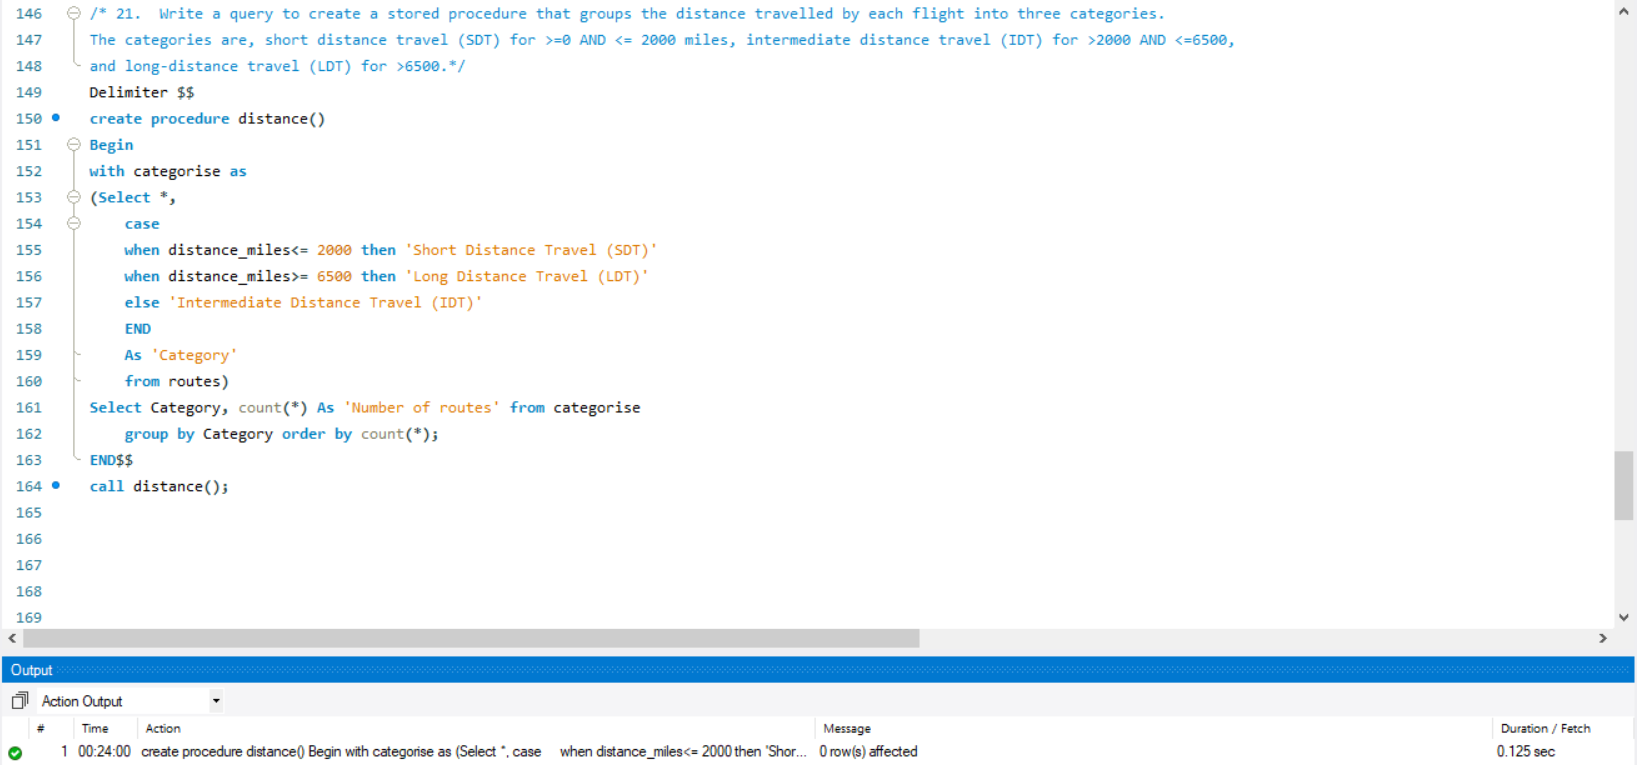 146 /* 21.  Write a query to create a stored procedure that groups the distance travelled by each flight into three categories.
147 The categories are, short distance travel (SDT) for >=0 AND <= 2000 miles, intermediate distance travel (IDT) for >2000 AND <=6500,
148 and long-distance travel (LDT) for >6500.*/
149 Delimiter $$
150 create procedure distance()
151 Begin
152 with categorise as
153 (Select *,
154 case
155 when distance_miles<= 2000 then 'Short Distance Travel (SDT)'
156 when distance_miles>= 6500 then 'Long Distance Travel (LDT)'
157 else 'Intermediate Distance Travel (IDT)'
158 END
159 As 'Category'
160 from routes)
161 Select Category, count(*) As 'Number of routes' from categorise
162 group by Category order by count(*);
163 END$$
164 call distance();
165
166
167
168
169
Output
Action Output
# Time Action Message Duration / Fetch
1 00:24:00 create procedure distance() Begin with categorise as (Select *, case when distance_miles<= 2000 then 'Shor... 0 row(s) affected 0.125 sec